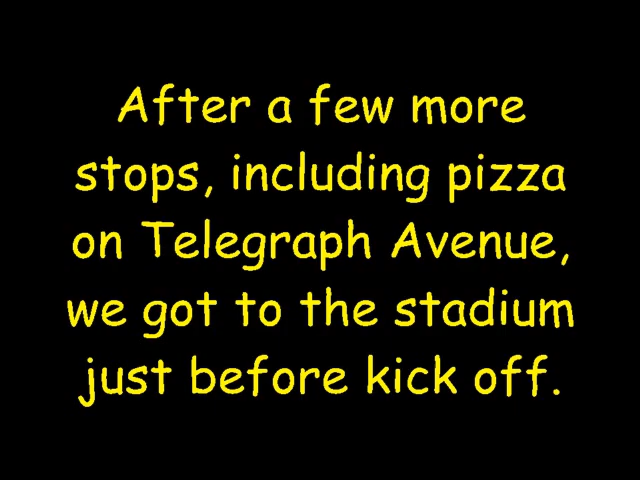 After a few more
stops, including pizza
on Telegraph Avenue,
we got to the stadium
just before kick off.